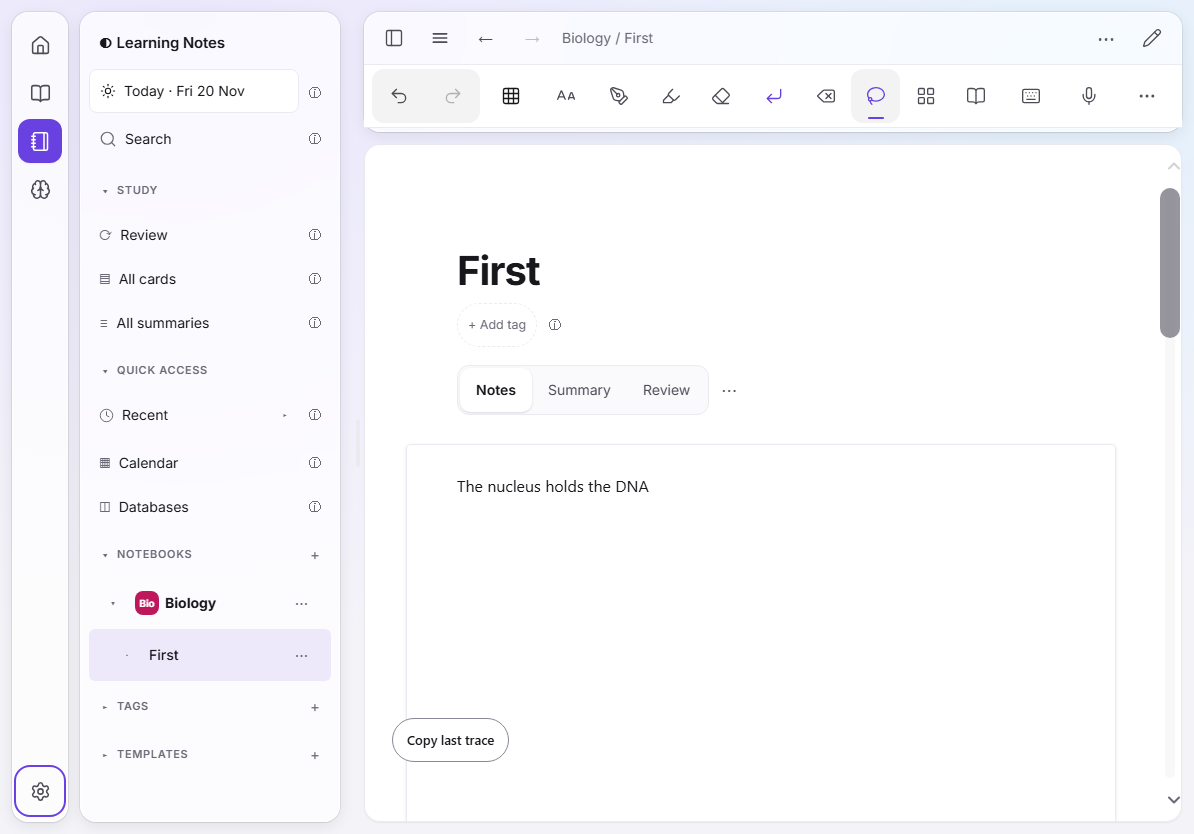 Learning Notes
Today · Fri 20 Nov
Search
STUDY
Review
All cards
All summaries
QUICK ACCESS
Recent
Calendar
Databases
NOTEBOOKS
+
Bio Biology
First
TAGS
+
TEMPLATES
+
Biology / First
AA
First
+ Add tag
Notes Summary Review
The nucleus holds the DNA
Copy last trace